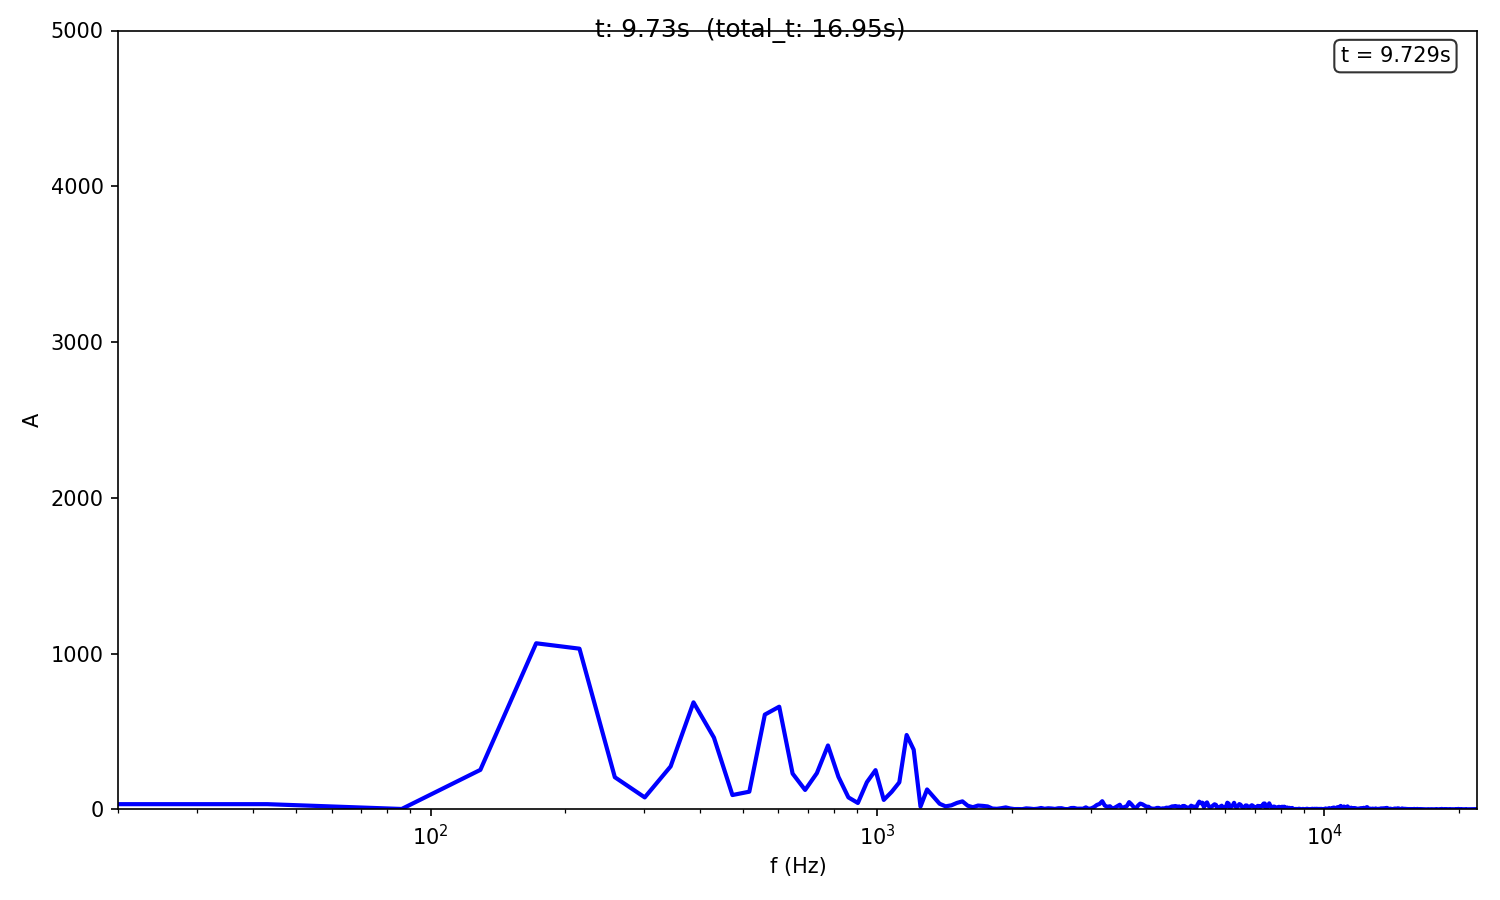 t: 9.73s  (total_t: 16.95s)
t = 9.729s
5000
4000
3000
2000
1000
0
A
10²
10³
10⁴
f (Hz)